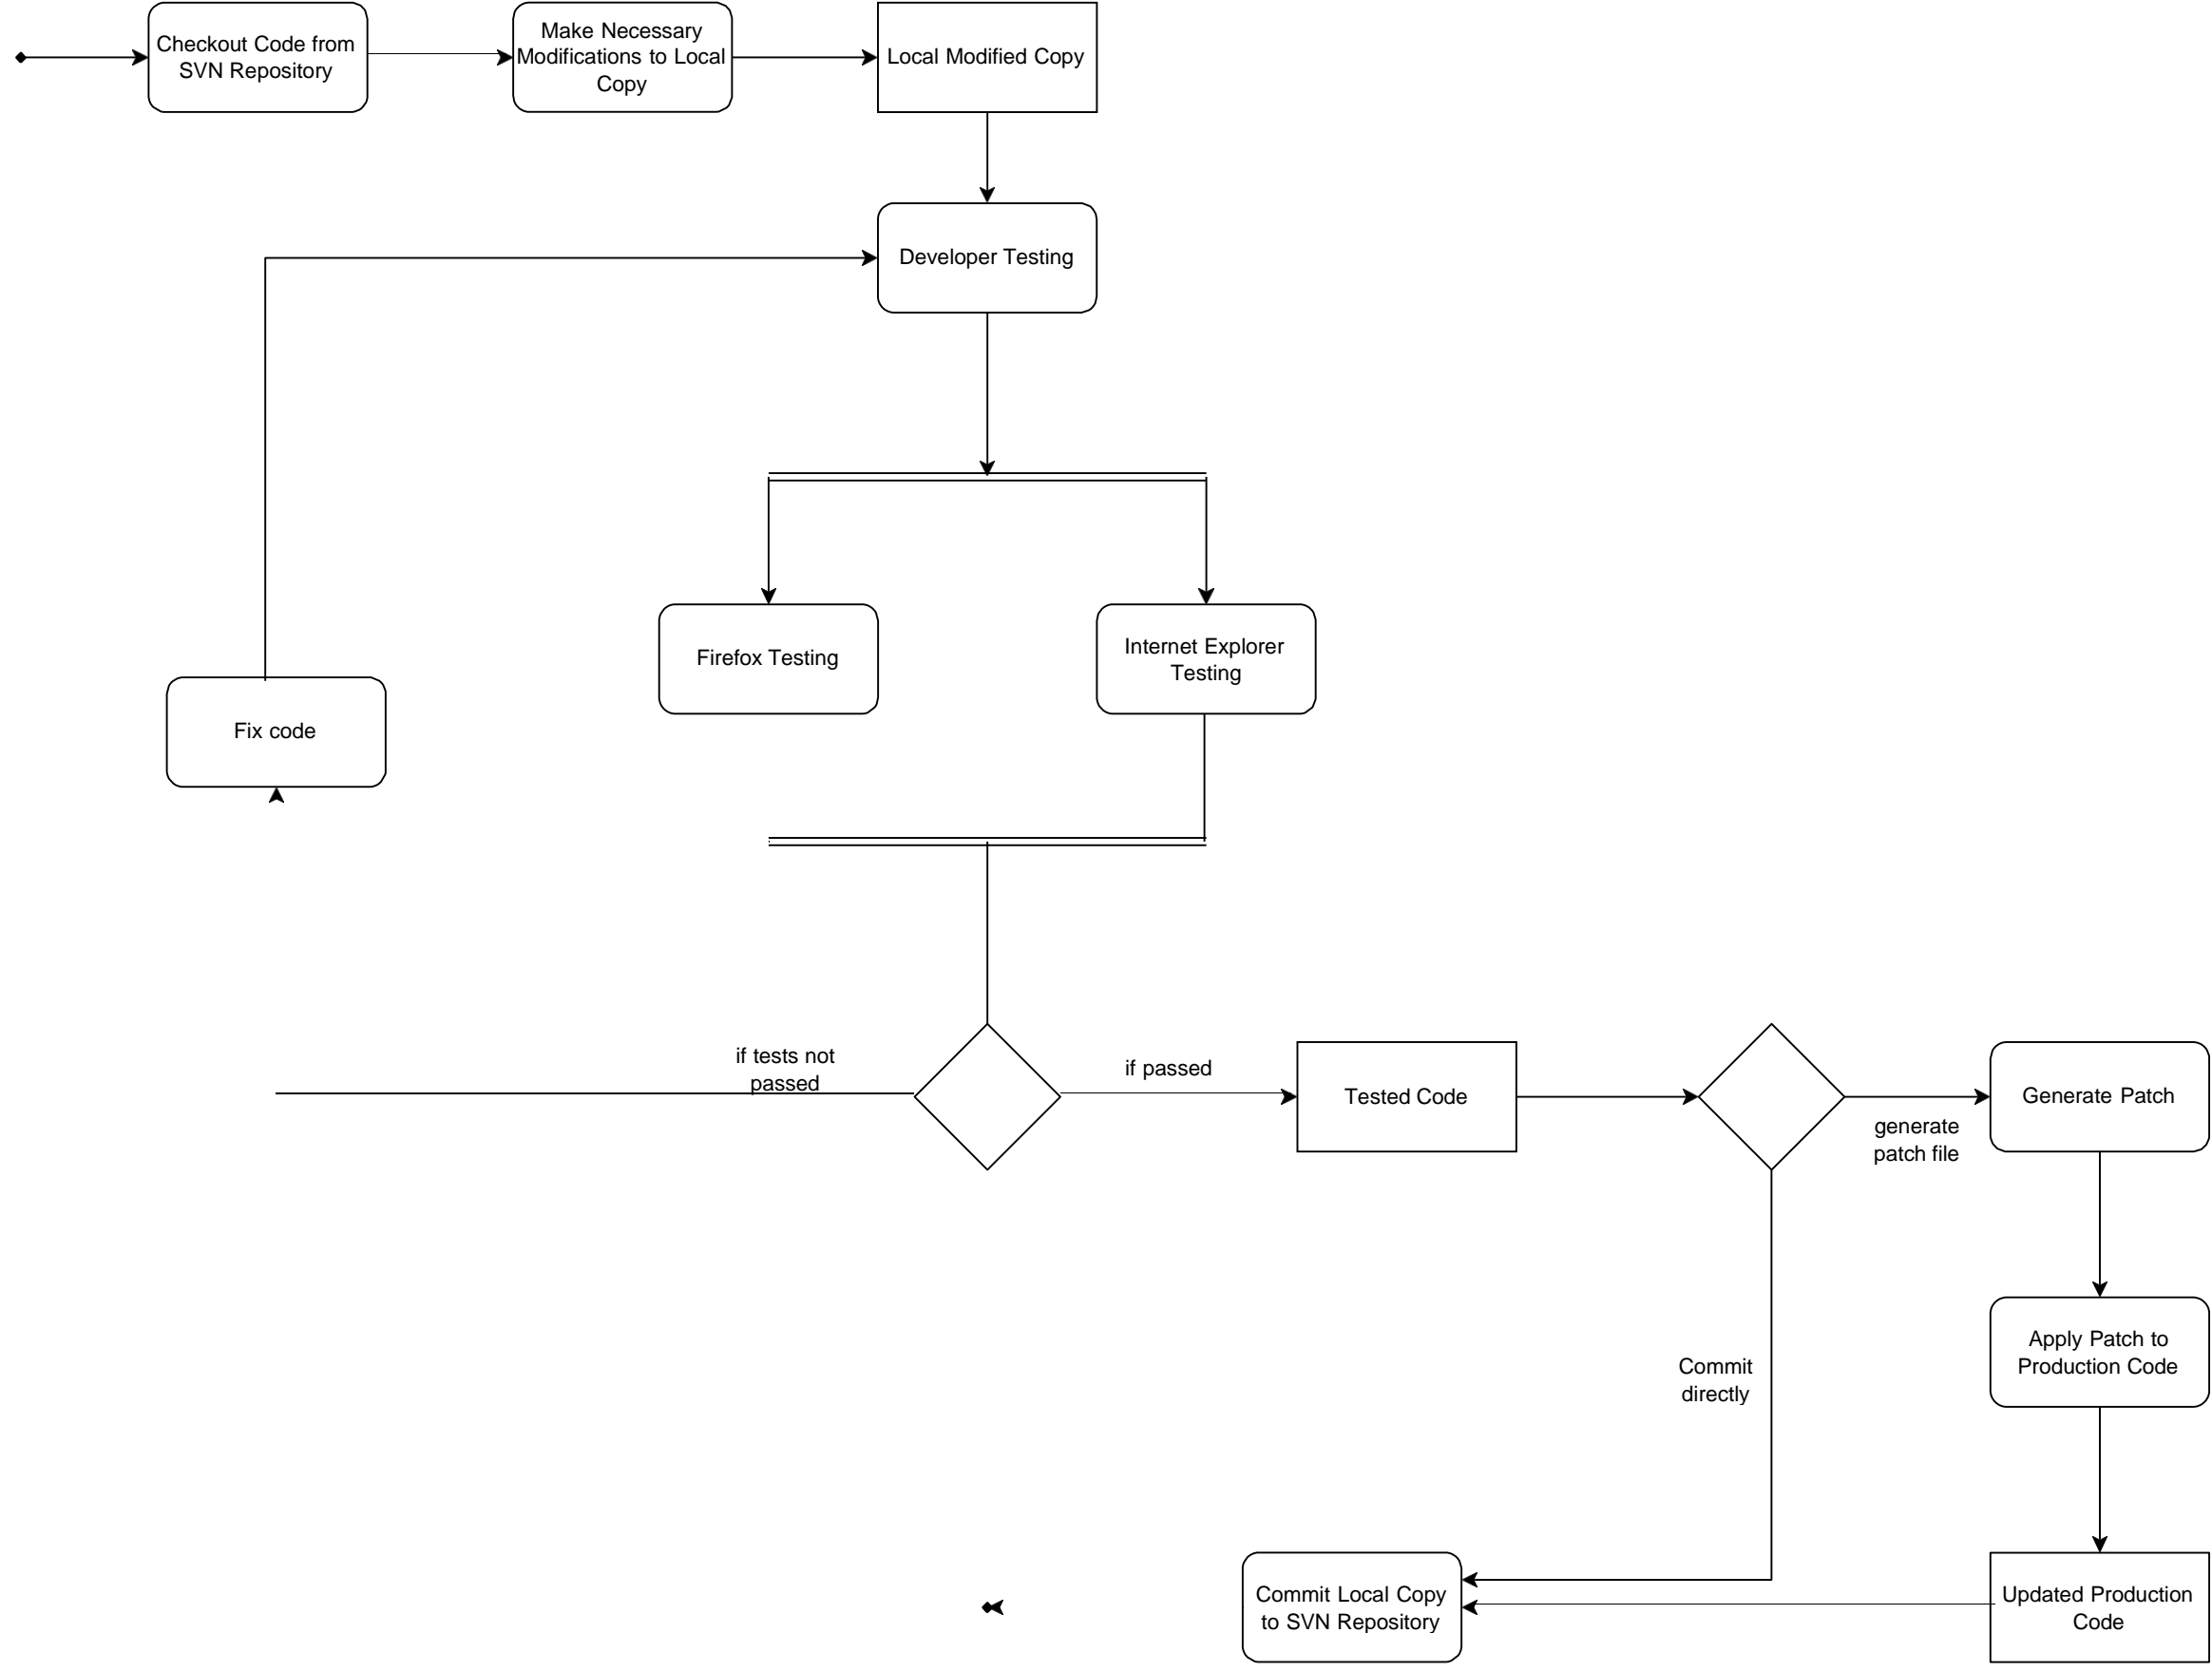 Checkout Code from
SVN Repository
Make Necessary
Modifications to Local
Copy
Local Modified Copy
Developer Testing
Firefox Testing
Internet Explorer
Testing
Fix code
if tests not
passed
if passed
Tested Code
generate
patch file
Generate Patch
Apply Patch to
Production Code
Commit
directly
Commit Local Copy
to SVN Repository
Updated Production
Code